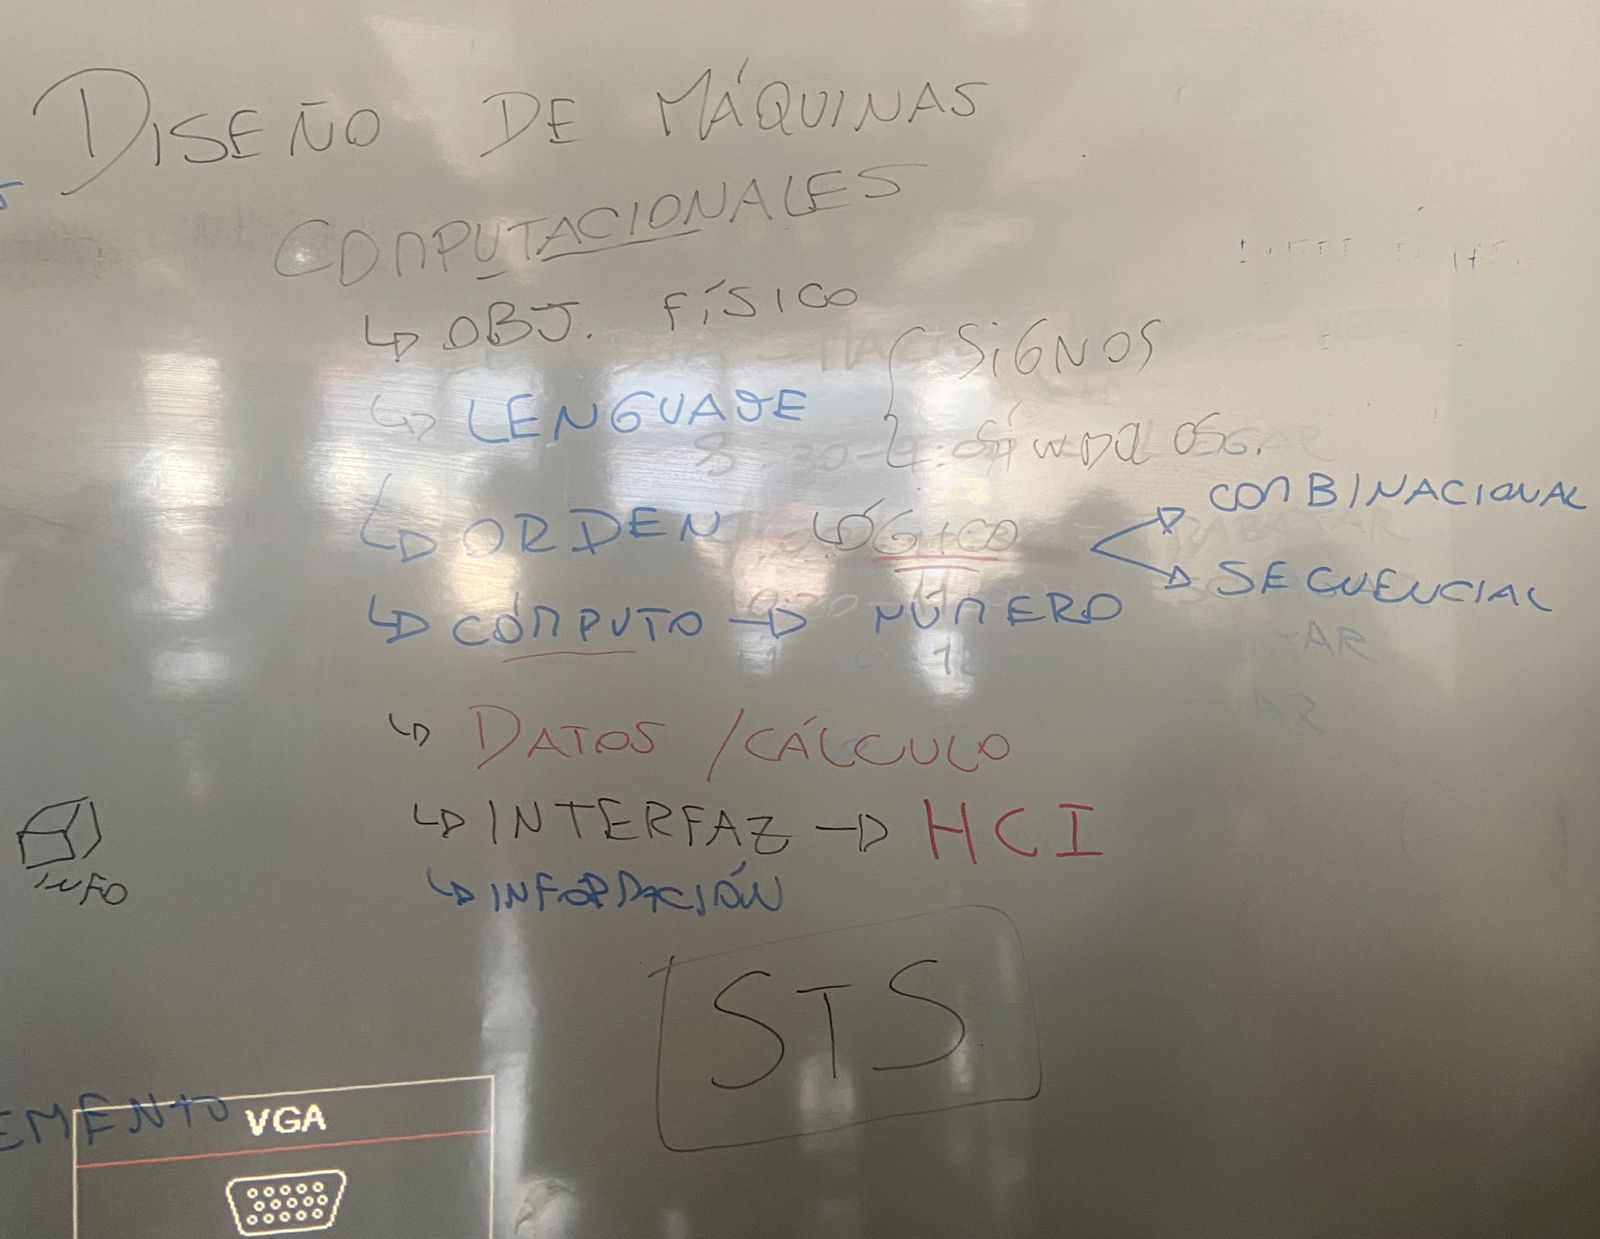 DISEÑO DE MÁQUINAS
COMPUTACIONALES
↳ OBJ. FÍSICO
↳ LENGUAJE { SIGNOS
SÍMBOLOS.
↳ ORDEN LÓGICO → COMBINACIONAL
→ SECUENCIAL
↳ CÓMPUTO → NÚMERO
↳ DATOS / CÁLCULO
↳ INTERFAZ → HCI
↳ INFORMACIÓN
INFO
STS
EMENTO
VGA